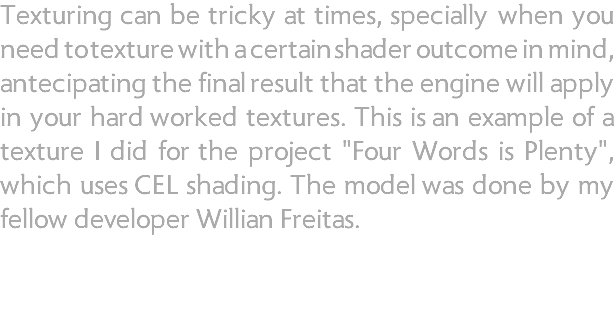 Texturing can be tricky at times, specially when you
need to texture with a certain shader outcome in mind,
antecipating the final result that the engine will apply
in your hard worked textures. This is an example of a
texture I did for the project "Four Words is Plenty",
which uses CEL shading. The model was done by my
fellow developer Willian Freitas.